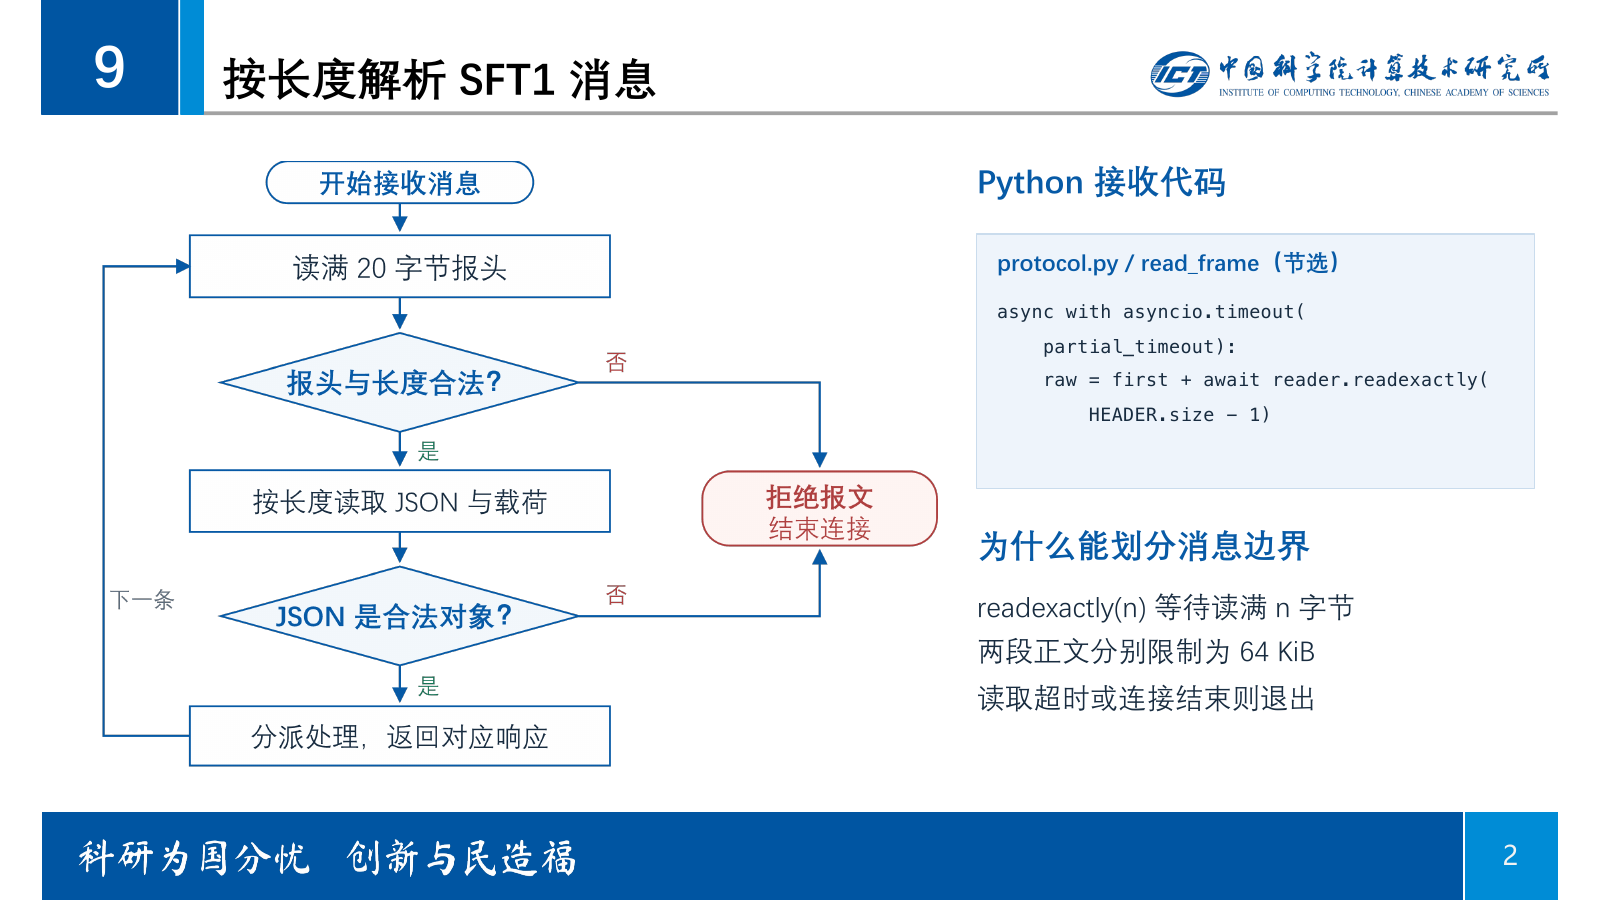 9
按长度解析 SFT1 消息
ICT
中国科学院计算技术研究所
INSTITUTE OF COMPUTING TECHNOLOGY, CHINESE ACADEMY OF SCIENCES
开始接收消息
读满 20 字节报头
报头与长度合法？
否
是
按长度读取 JSON 与载荷
拒绝报文
结束连接
JSON 是合法对象？
否
下一条
是
分派处理，返回对应响应
Python 接收代码
protocol.py / read_frame（节选）
async with asyncio.timeout(
    partial_timeout):
    raw = first + await reader.readexactly(
        HEADER.size − 1)
为什么能划分消息边界
readexactly(n) 等待读满 n 字节
两段正文分别限制为 64 KiB
读取超时或连接结束则退出
科研为国分忧 创新与民造福
2